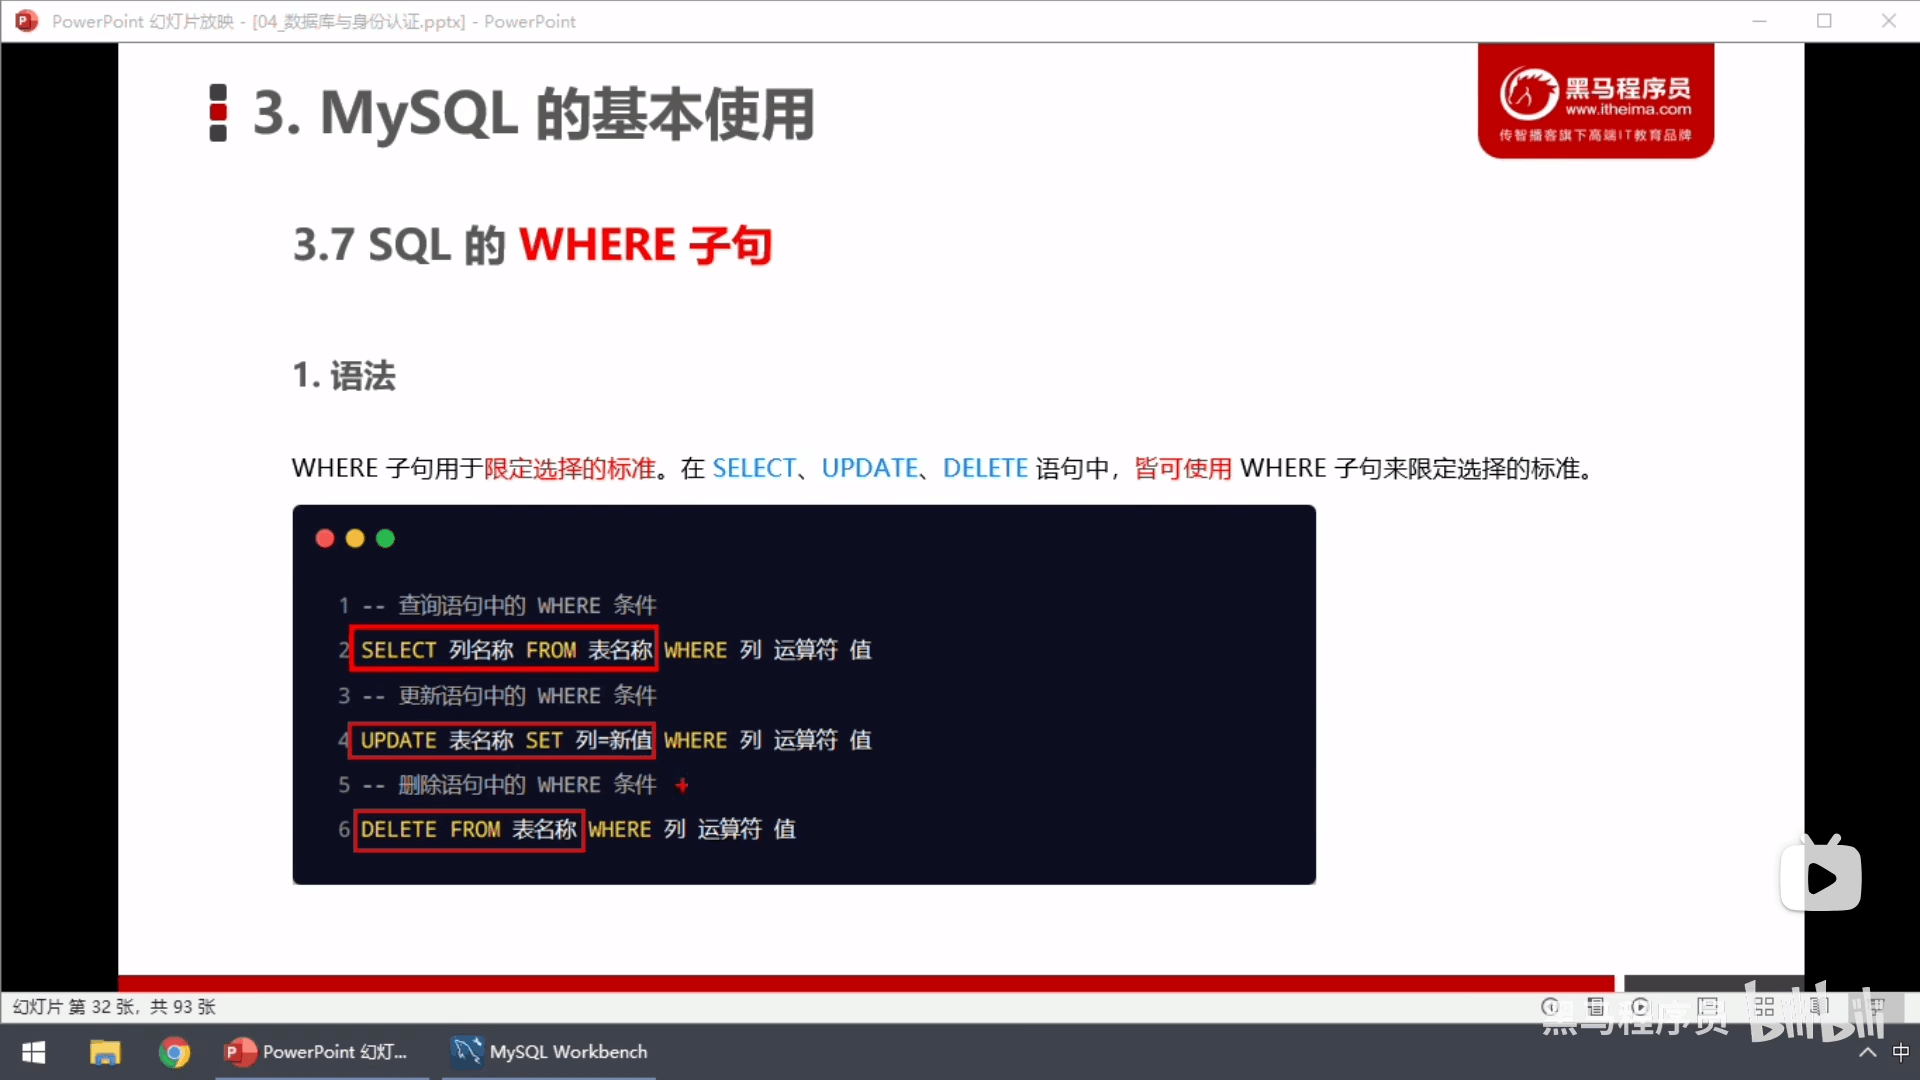 PowerPoint 幻灯片放映 - [04_数据库与身份认证.pptx] - PowerPoint
3. MySQL 的基本使用
黑马程序员
www.itheima.com
传智播客旗下高端IT教育品牌
3.7 SQL 的 WHERE 子句
1. 语法
WHERE 子句用于限定选择的标准。在 SELECT、UPDATE、DELETE 语句中，皆可使用 WHERE 子句来限定选择的标准。
1 -- 查询语句中的 WHERE 条件
2 SELECT 列名称 FROM 表名称 WHERE 列 运算符 值
3 -- 更新语句中的 WHERE 条件
4 UPDATE 表名称 SET 列=新值 WHERE 列 运算符 值
5 -- 删除语句中的 WHERE 条件
6 DELETE FROM 表名称 WHERE 列 运算符 值
幻灯片 第 32 张，共 93 张
黑马程序员 bilibili
PowerPoint 幻灯...
MySQL Workbench
中